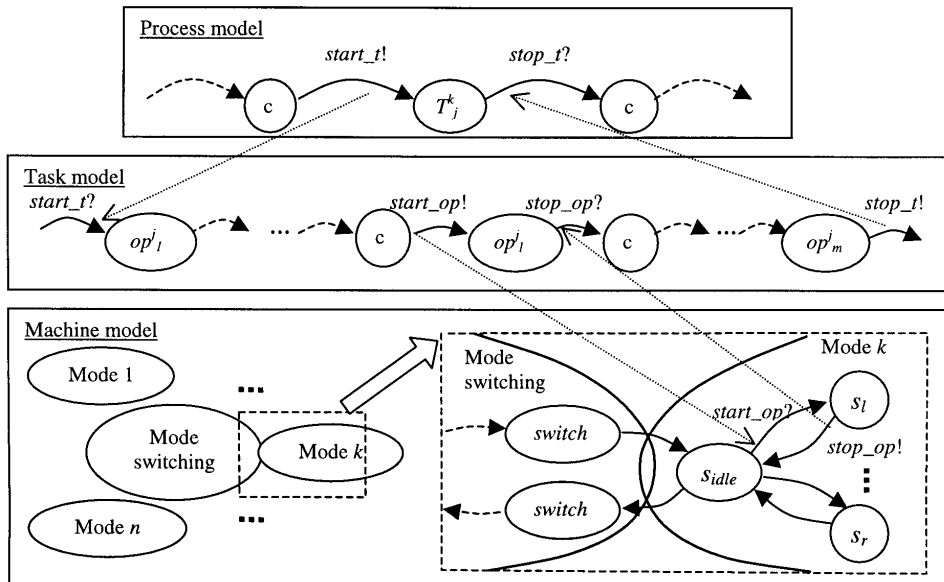 Process model
start_t!
stop_t?
c
T^k_j
c
Task model
start_t?
start_op!
stop_op?
stop_t!
op^j_l
...
c
op^j_l
c
...
op^j_m
Machine model
Mode 1
...
Mode switching
Mode k
Mode n
...
Mode
switching
Mode k
switch
start_op?
s_l
stop_op!
s_idle
switch
s_r